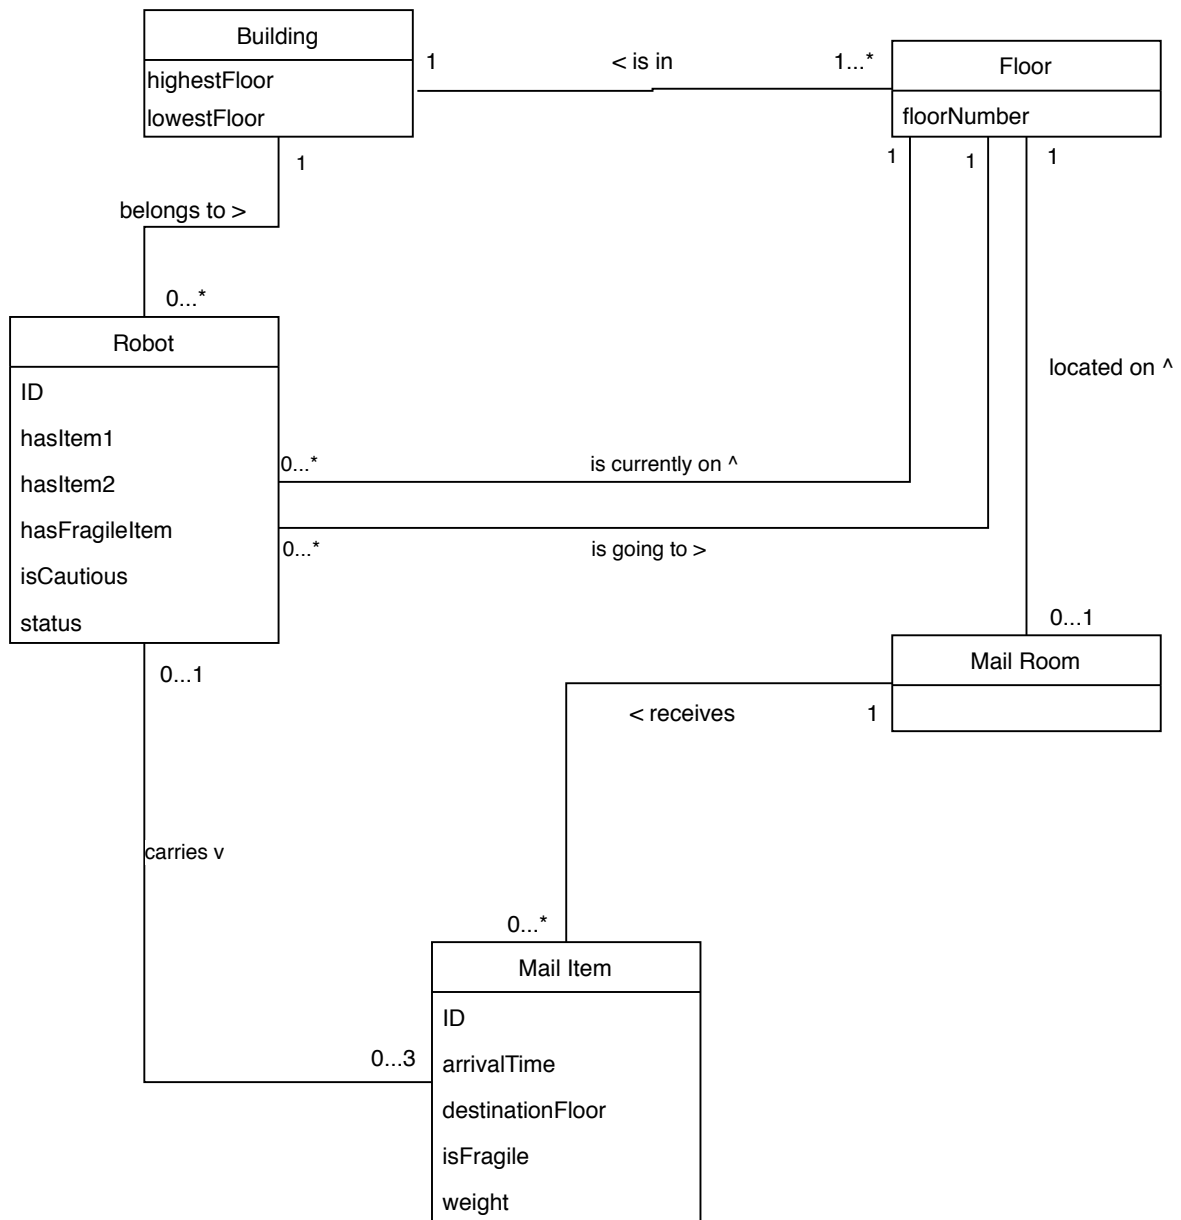 Building
highestFloor
lowestFloor
1
< is in
1...*
Floor
floorNumber
1
1
1
1
belongs to >
0...*
Robot
ID
hasItem1
hasItem2
hasFragileItem
isCautious
status
0...*
is currently on ^
0...*
is going to >
located on ^
0...1
Mail Room
0...1
< receives
1
carries v
0...*
0...3
Mail Item
ID
arrivalTime
destinationFloor
isFragile
weight